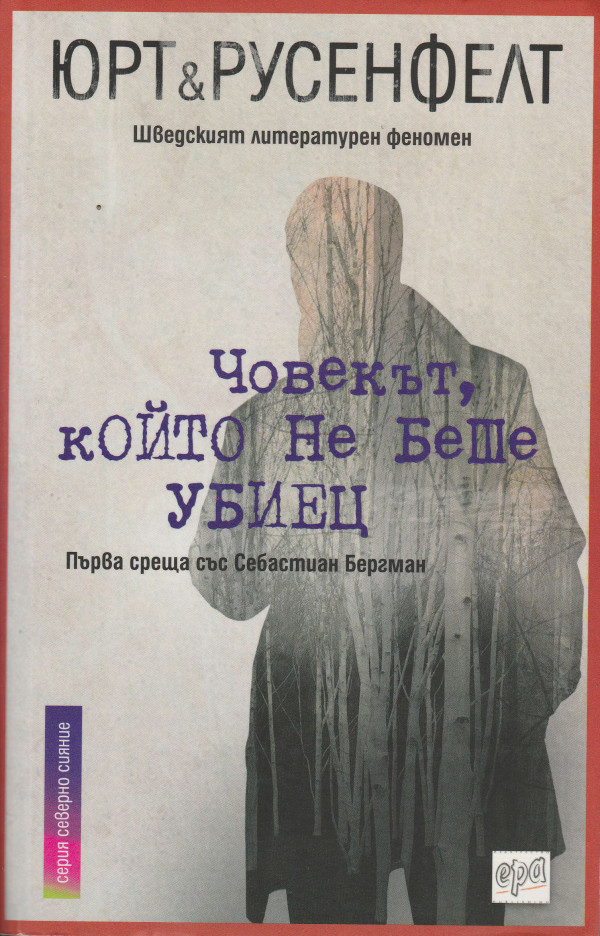 ЮРТ & РУСЕНФЕЛТ
Шведският литературен феномен
Човекът,
кОЙТО Не БеШе
УБИЕЦ
Първа среща със Себастиан Бергман
серия северно сияние
ера